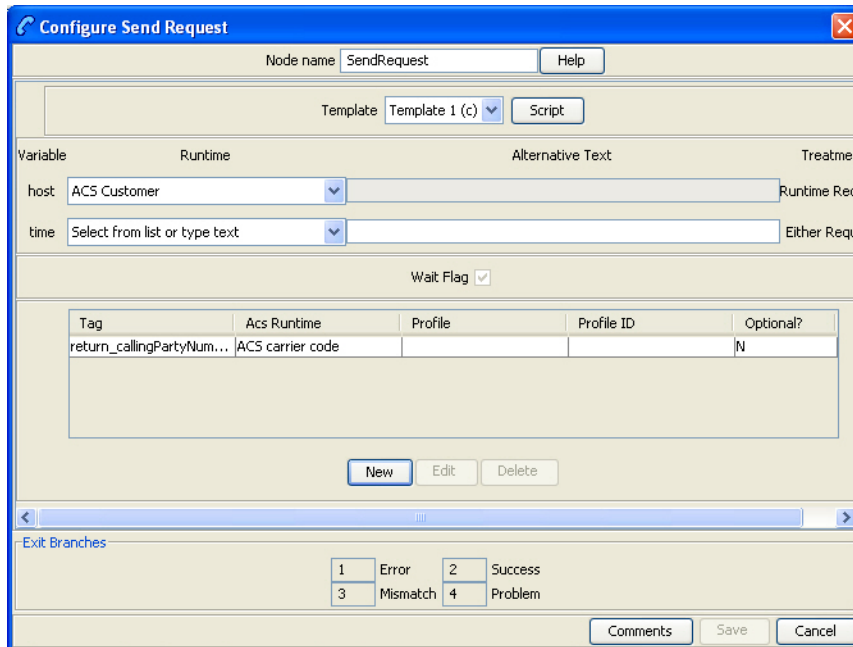 Configure Send Request
Node name SendRequest Help
Template Template 1 (c) Script
Variable Runtime Alternative Text Treatme
host ACS Customer Runtime Rec
time Select from list or type text Either Requ
Wait Flag
Tag Acs Runtime Profile Profile ID Optional?
return_callingPartyNum... ACS carrier code N
New Edit Delete
Exit Branches
1 Error 2 Success
3 Mismatch 4 Problem
Comments Save Cancel